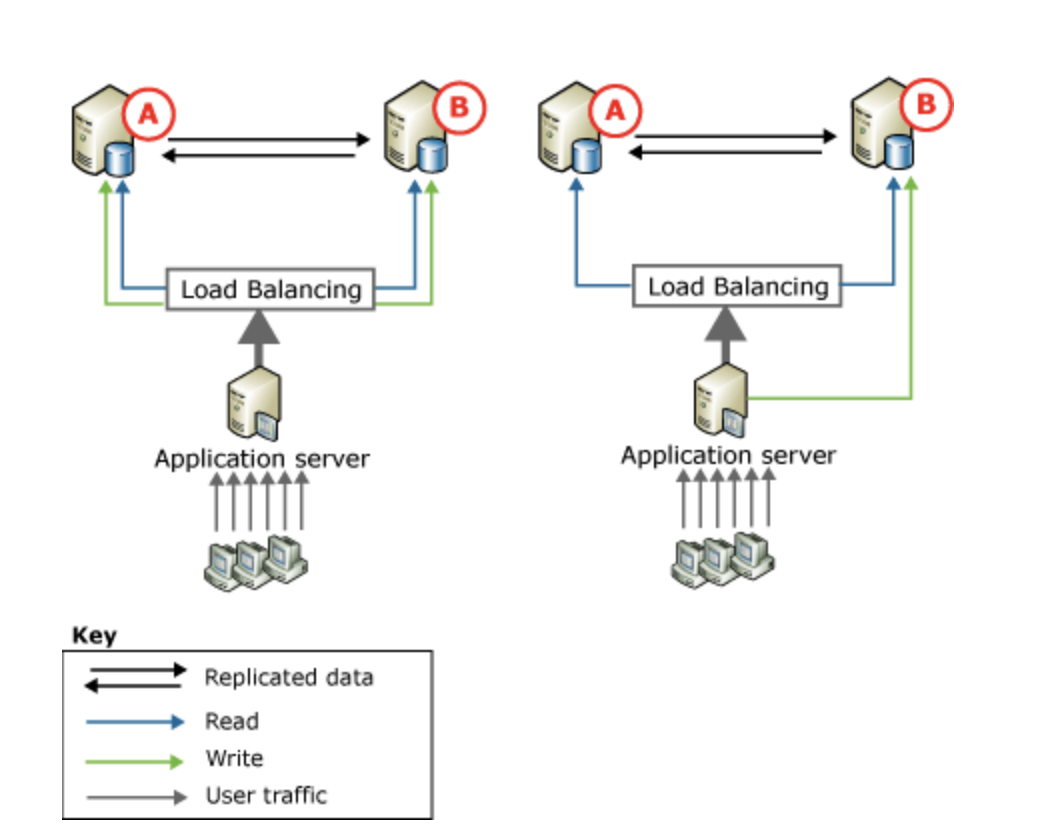 A
B
A
B
Load Balancing
Load Balancing
Application server
Application server
Key
Replicated data
Read
Write
User traffic